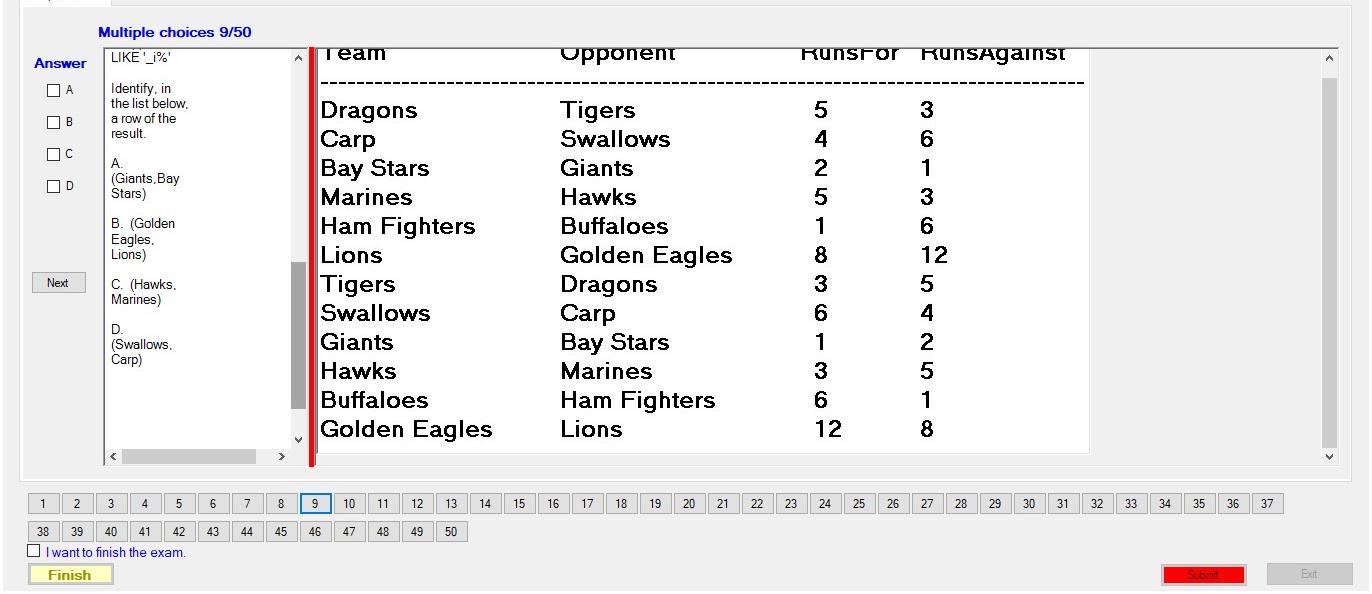 Multiple choices 9/50
Answer
A
B
C
D
Next
LIKE '_i%'
Identify, in
the list below,
a row of the
result.
A.
(Giants,Bay
Stars)
B. (Golden
Eagles,
Lions)
C. (Hawks,
Marines)
D.
(Swallows,
Carp)
Team Opponent RunsFor RunsAgainst
Dragons Tigers 5 3
Carp Swallows 4 6
Bay Stars Giants 2 1
Marines Hawks 5 3
Ham Fighters Buffaloes 1 6
Lions Golden Eagles 8 12
Tigers Dragons 3 5
Swallows Carp 6 4
Giants Bay Stars 1 2
Hawks Marines 3 5
Buffaloes Ham Fighters 6 1
Golden Eagles Lions 12 8
1 2 3 4 5 6 7 8 9 10 11 12 13 14 15 16 17 18 19 20 21 22 23 24 25 26 27 28 29 30 31 32 33 34 35 36 37
38 39 40 41 42 43 44 45 46 47 48 49 50
I want to finish the exam.
Finish
Submit
Exit